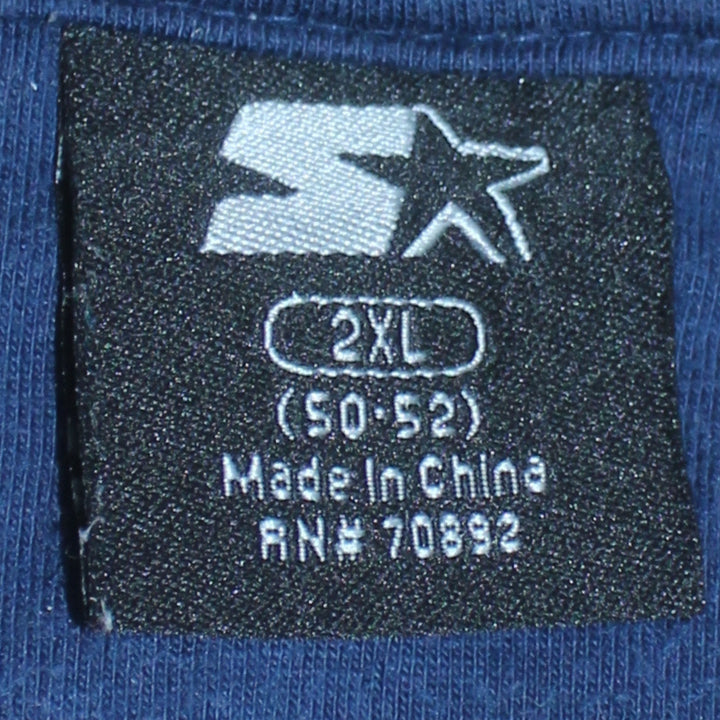 2XL
(50-52)
Made In China
RN# 70892